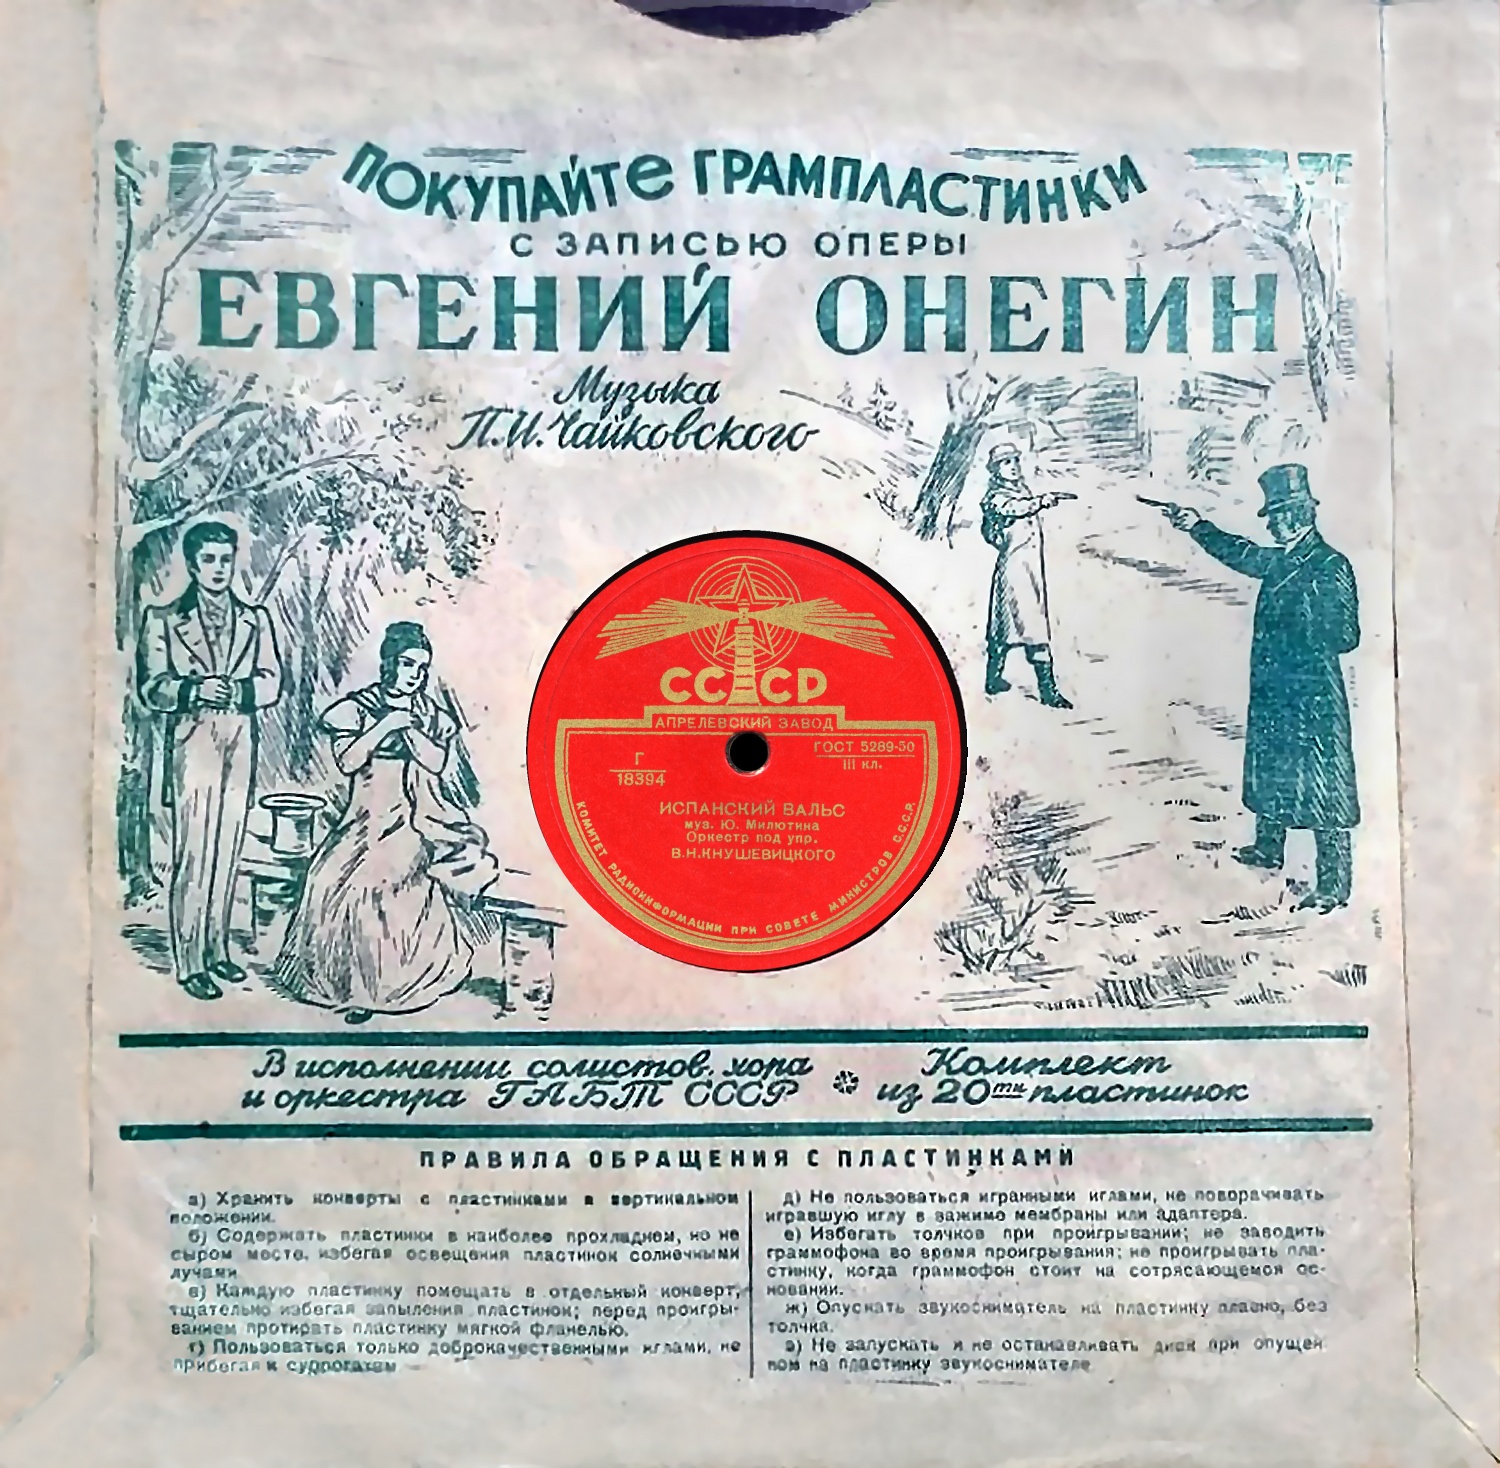 ПОКУПАЙТЕ ГРАМПЛАСТИНКИ
С ЗАПИСЬЮ ОПЕРЫ
ЕВГЕНИЙ ОНЕГИН
Музыка
П.И.Чайковского
СССР
АПРЕЛЕВСКИЙ ЗАВОД
Г
18394
ГОСТ 5289-50
III кл.
ИСПАНСКИЙ ВАЛЬС
муз. Ю. Милютина
Оркестр под упр.
В.Н.КНУШЕВИЦКОГО
КОМИТЕТ РАДИОИНФОРМАЦИИ ПРИ СОВЕТЕ МИНИСТРОВ С.С.С.Р.
В исполнении солистов, хора
и оркестра ГАБТ СССР
Комплект
из 20ти пластинок
ПРАВИЛА ОБРАЩЕНИЯ С ПЛАСТИНКАМИ
а) Хранить конверты с пластинками в вертикальном
положении.
б) Содержать пластинки в наиболее прохладнем, но не
сыром месте, избегая освещения пластинок солнечными
лучами
в) Каждую пластинку помещать в отдельный конверт,
тщательно избегая запыления пластинок; перед проигры-
ванием протирать пластинку мягкой фланелью.
г) Пользоваться только доброкачественными иглами, не
прибегая к суррогатам
д) Не пользоваться игранными иглами, не поворачивать
игравшую иглу в зажиме мембраны или адаптера.
е) Избегать толчков при проигрывании; не заводить
граммофона во время проигрывания; не проигрывать пла-
стинку, когда граммофон стоит на сотрясающемся ос-
новании.
ж) Опускать звукосниматель на пластинку плавно, без
толчка.
з) Не запускать и не останавливать диск при опущен
ном на пластинку звукоснимателе